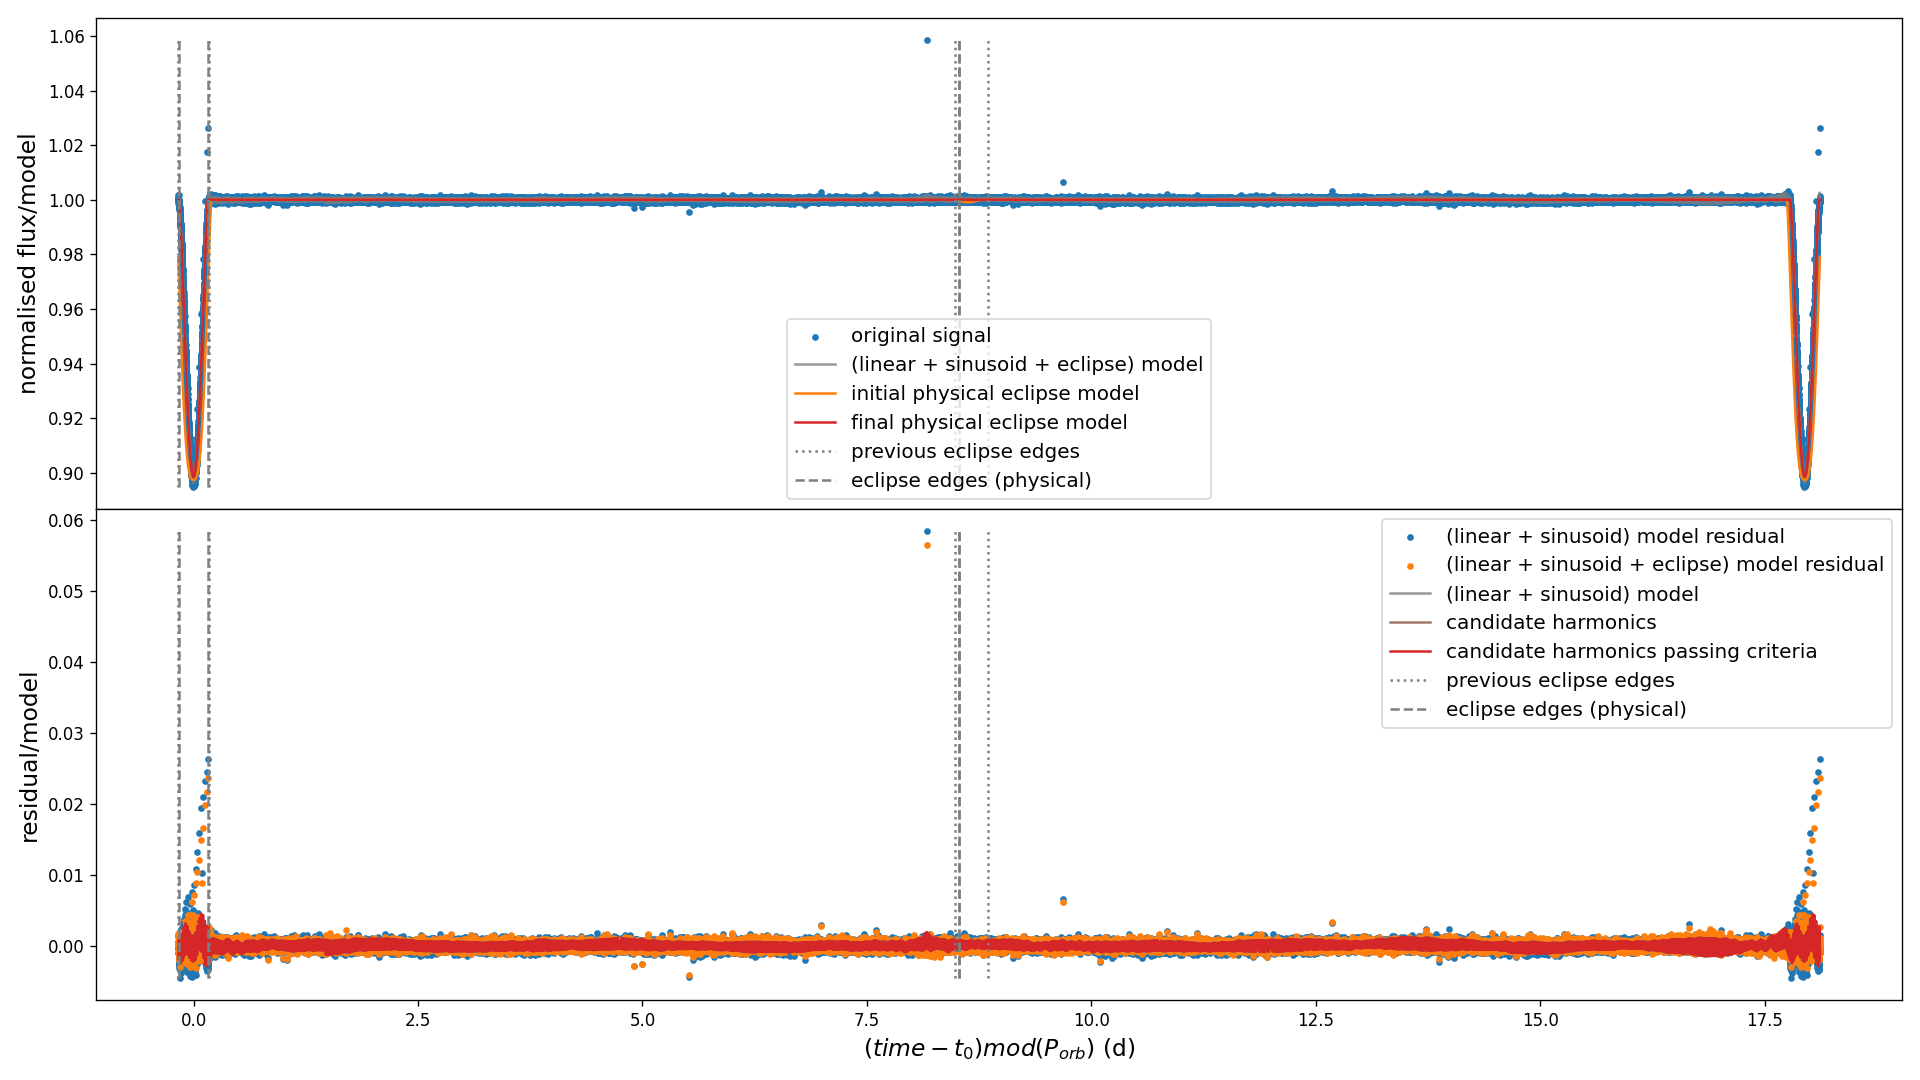 1.06
1.04
1.02
1.00
0.98
0.96
0.94
0.92
0.90
normalised flux/model
original signal
(linear + sinusoid + eclipse) model
initial physical eclipse model
final physical eclipse model
previous eclipse edges
eclipse edges (physical)
0.06
0.05
0.04
0.03
0.02
0.01
0.00
residual/model
(linear + sinusoid) model residual
(linear + sinusoid + eclipse) model residual
(linear + sinusoid) model
candidate harmonics
candidate harmonics passing criteria
previous eclipse edges
eclipse edges (physical)
0.0 2.5 5.0 7.5 10.0 12.5 15.0 17.5
(time − t₀)mod(P_orb) (d)